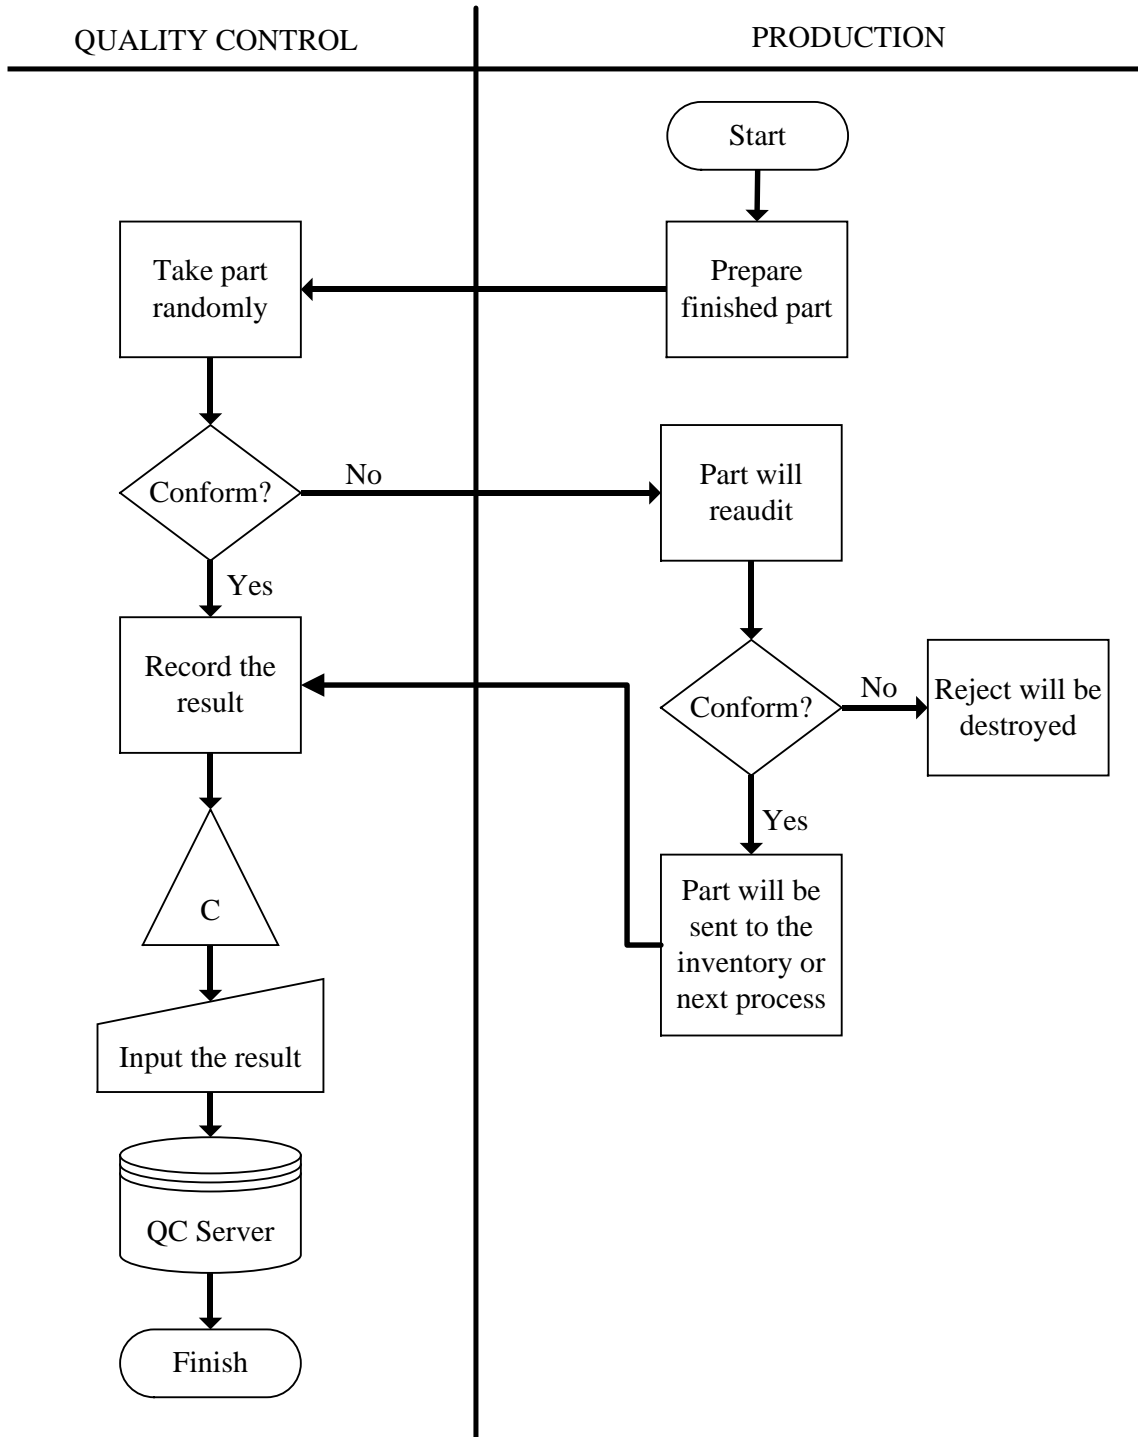 QUALITY CONTROL
PRODUCTION
Start
Take part
randomly
Prepare
finished part
Conform?
No
Part will
reaudit
Yes
Record the
result
Conform?
No
Reject will be
destroyed
Yes
C
Part will be
sent to the
inventory or
next process
Input the result
QC Server
Finish